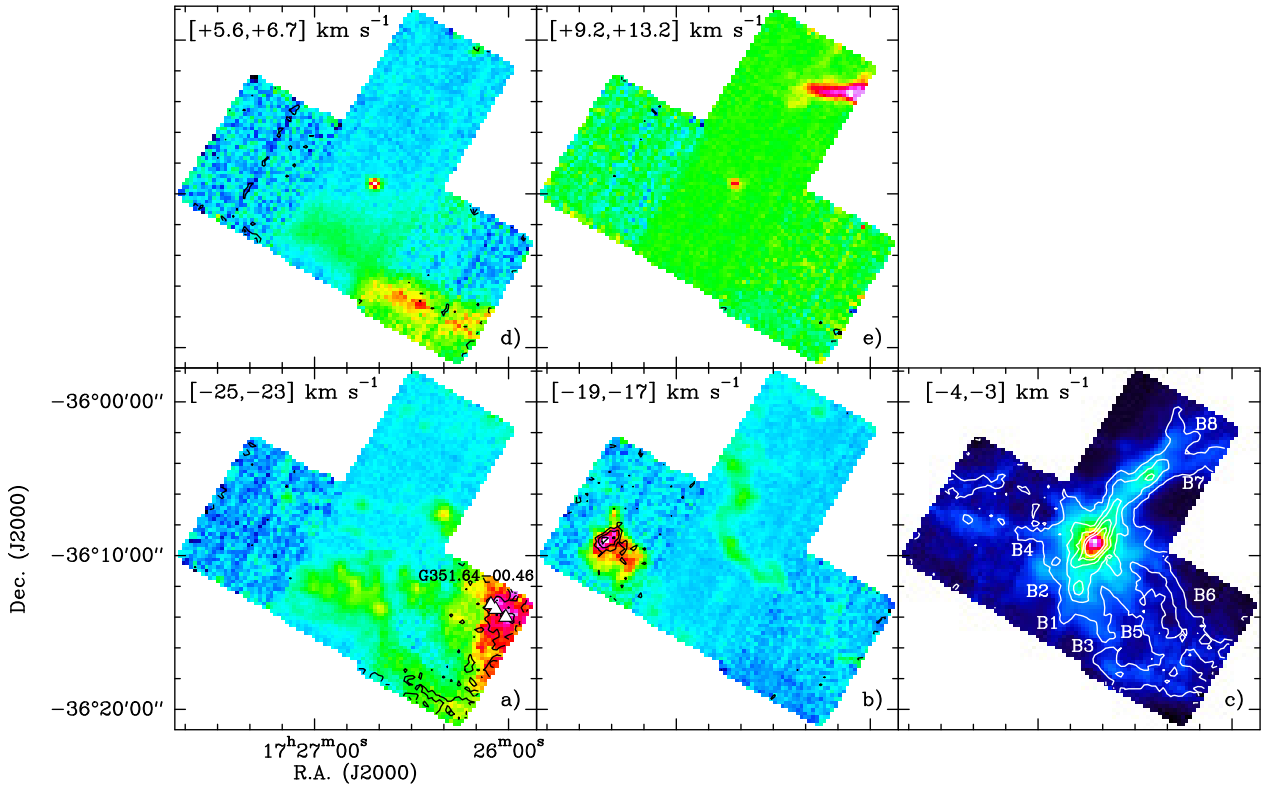 [+5.6,+6.7] km s⁻¹
[+9.2,+13.2] km s⁻¹
d)
e)
[−25,−23] km s⁻¹
[−19,−17] km s⁻¹
[−4,−3] km s⁻¹
−36°00′00″
−36°10′00″
−36°20′00″
Dec. (J2000)
G351.64−00.46
B8
B7
B4
B2
B6
B1
B5
B3
a)
b)
c)
17ʰ27ᵐ00ˢ
26ᵐ00ˢ
R.A. (J2000)